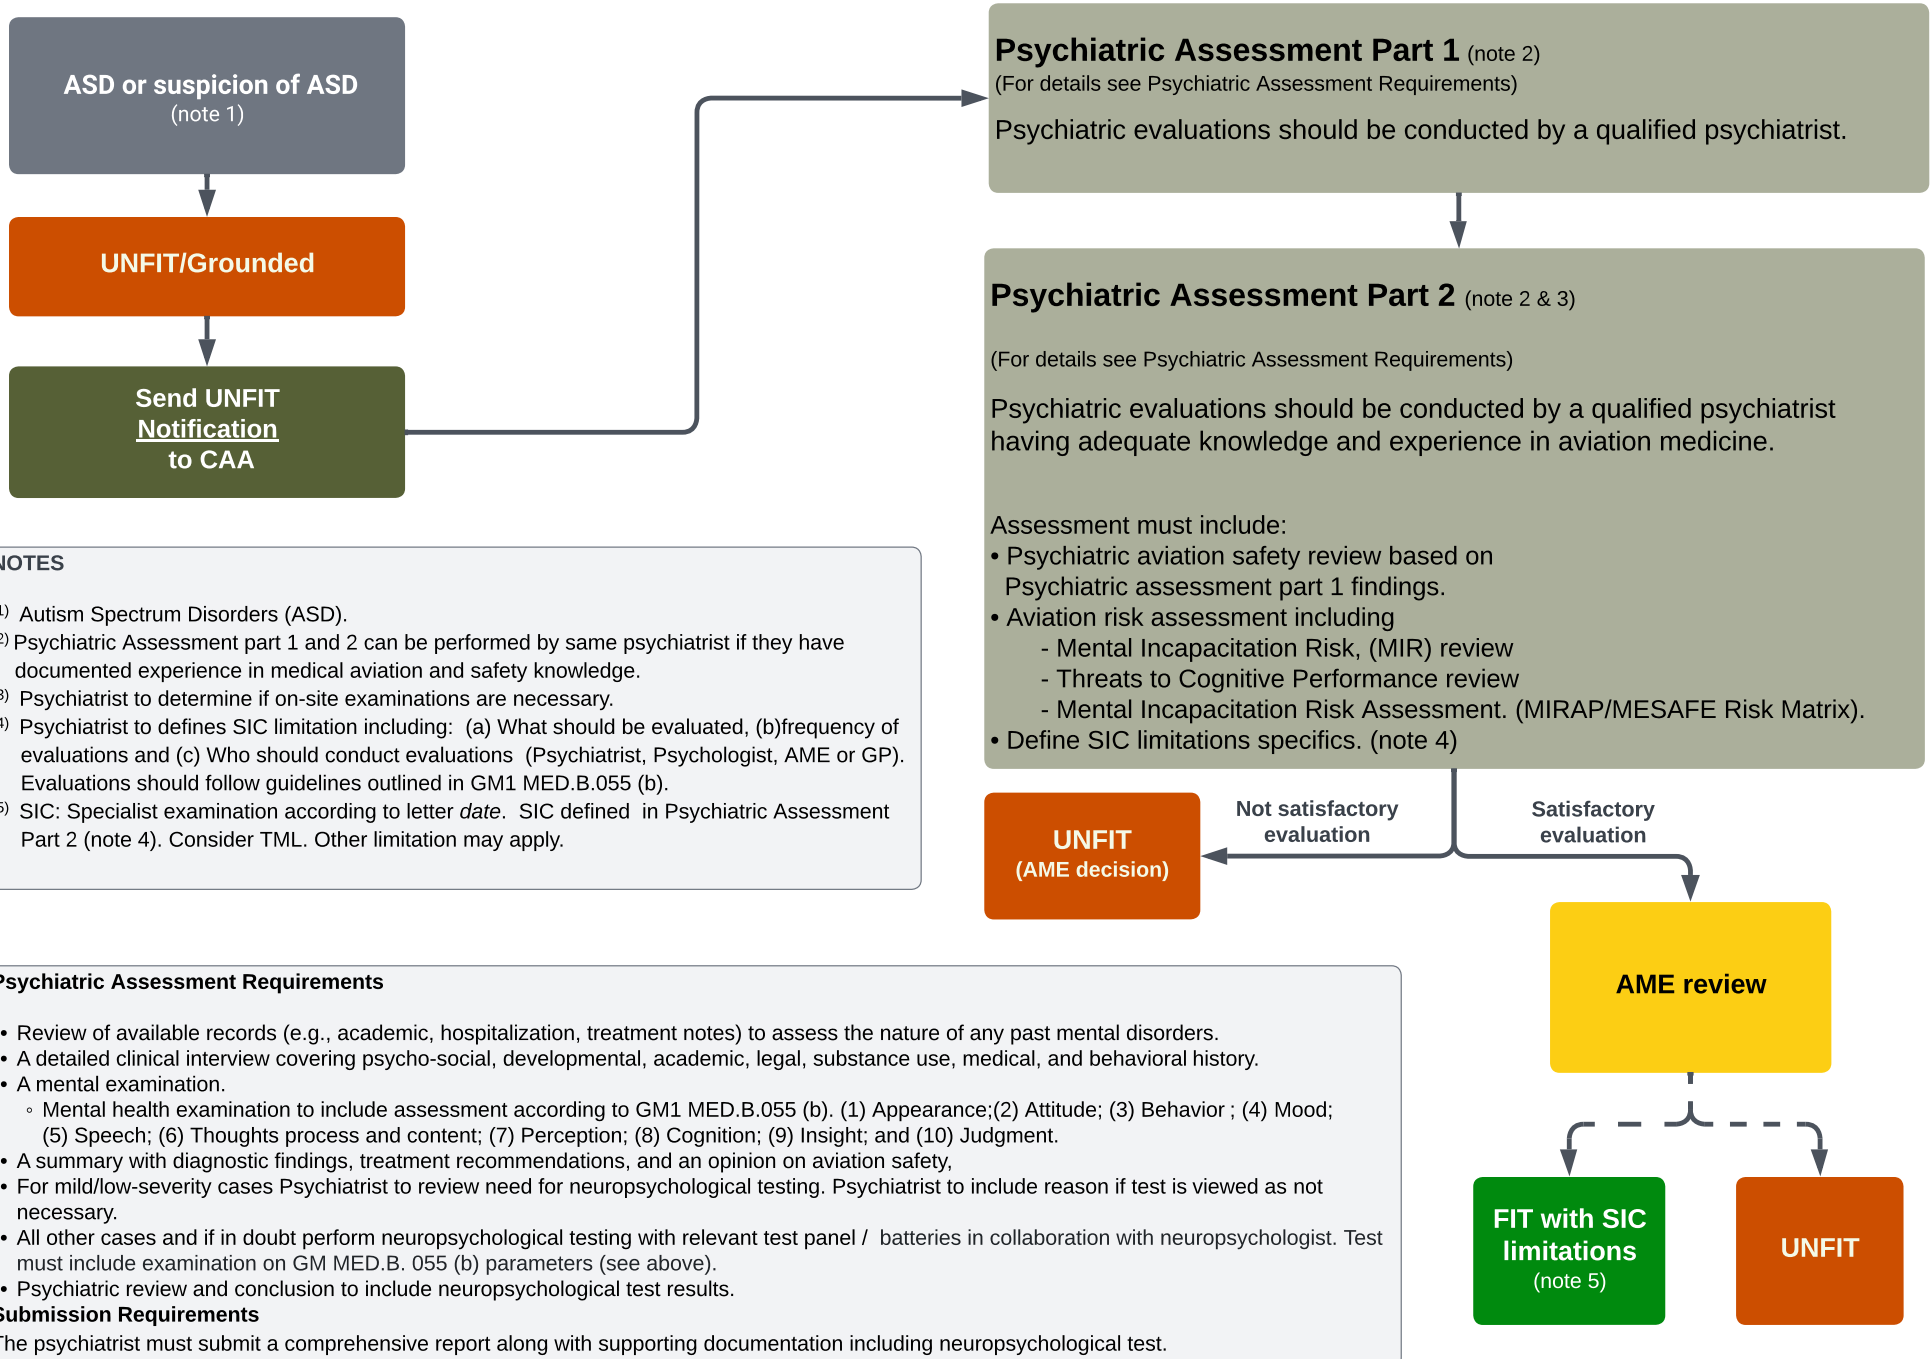 ASD or suspicion of ASD
(note 1)
UNFIT/Grounded
Send UNFIT
Notification
to CAA
Psychiatric Assessment Part 1 (note 2)
(For details see Psychiatric Assessment Requirements)
Psychiatric evaluations should be conducted by a qualified psychiatrist.
Psychiatric Assessment Part 2 (note 2 & 3)
(For details see Psychiatric Assessment Requirements)
Psychiatric evaluations should be conducted by a qualified psychiatrist
having adequate knowledge and experience in aviation medicine.
Assessment must include:
• Psychiatric aviation safety review based on
Psychiatric assessment part 1 findings.
• Aviation risk assessment including
- Mental Incapacitation Risk, (MIR) review
- Threats to Cognitive Performance review
- Mental Incapacitation Risk Assessment. (MIRAP/MESAFE Risk Matrix).
• Define SIC limitations specifics. (note 4)
Not satisfactory
evaluation
Satisfactory
evaluation
UNFIT
(AME decision)
AME review
FIT with SIC
limitations
(note 5)
UNFIT
NOTES
1) Autism Spectrum Disorders (ASD).
2) Psychiatric Assessment part 1 and 2 can be performed by same psychiatrist if they have
documented experience in medical aviation and safety knowledge.
3) Psychiatrist to determine if on-site examinations are necessary.
4) Psychiatrist to defines SIC limitation including: (a) What should be evaluated, (b)frequency of
evaluations and (c) Who should conduct evaluations (Psychiatrist, Psychologist, AME or GP).
Evaluations should follow guidelines outlined in GM1 MED.B.055 (b).
5) SIC: Specialist examination according to letter date. SIC defined in Psychiatric Assessment
Part 2 (note 4). Consider TML. Other limitation may apply.
Psychiatric Assessment Requirements
• Review of available records (e.g., academic, hospitalization, treatment notes) to assess the nature of any past mental disorders.
• A detailed clinical interview covering psycho-social, developmental, academic, legal, substance use, medical, and behavioral history.
• A mental examination.
◦ Mental health examination to include assessment according to GM1 MED.B.055 (b). (1) Appearance;(2) Attitude; (3) Behavior ; (4) Mood;
(5) Speech; (6) Thoughts process and content; (7) Perception; (8) Cognition; (9) Insight; and (10) Judgment.
• A summary with diagnostic findings, treatment recommendations, and an opinion on aviation safety,
• For mild/low-severity cases Psychiatrist to review need for neuropsychological testing. Psychiatrist to include reason if test is viewed as not
necessary.
• All other cases and if in doubt perform neuropsychological testing with relevant test panel / batteries in collaboration with neuropsychologist. Test
must include examination on GM MED.B. 055 (b) parameters (see above).
• Psychiatric review and conclusion to include neuropsychological test results.
Submission Requirements
The psychiatrist must submit a comprehensive report along with supporting documentation including neuropsychological test.